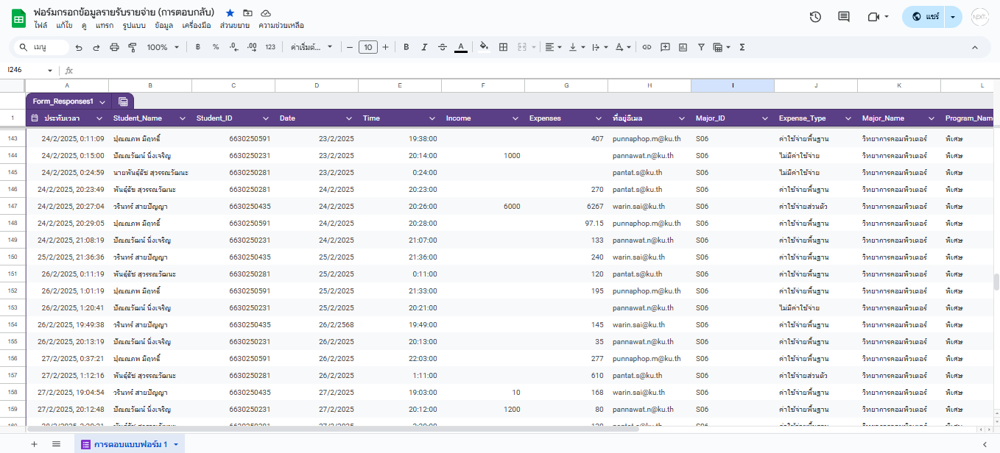 ฟอร์มกรอกข้อมูลรายรับรายจ่าย (การตอบกลับ)
ไฟล์ แก้ไข ดู แทรก รูปแบบ ข้อมูล เครื่องมือ ส่วนขยาย ความช่วยเหลือ
แชร์
NEXT
เมนู 100% ฿ % .0 .00 123 ค่าเริ่มต้... 10 B I S A
I246 fx
A B C D E F G H I J K L
Form_Responses1
1 ประทับเวลา Student_Name Student_ID Date Time Income Expenses ที่อยู่อีเมล Major_ID Expense_Type Major_Name Program_Name
143 24/2/2025, 0:11:09 ปุณณภพ มีฤทธิ์ 6630250591 23/2/2025 19:38:00 407 punnaphop.m@ku.th S06 ค่าใช้จ่ายพื้นฐาน วิทยาการคอมพิวเตอร์ พิเศษ
144 24/2/2025, 0:15:00 ปัณณวัฒน์ นิ่งเจริญ 6630250231 23/2/2025 20:14:00 1000 pannawat.n@ku.th S06 ไม่มีค่าใช้จ่าย วิทยาการคอมพิวเตอร์ พิเศษ
145 24/2/2025, 0:24:59 นายพันธุ์ธัช สุวรรณวัฒนะ 6630250281 23/2/2025 0:24:00 pantat.s@ku.th S06 ไม่มีค่าใช้จ่าย วิทยาการคอมพิวเตอร์ พิเศษ
146 24/2/2025, 20:23:49 พันธุ์ธัช สุวรรณวัฒนะ 6630250281 24/2/2025 20:23:00 270 pantat.s@ku.th S06 ค่าใช้จ่ายพื้นฐาน วิทยาการคอมพิวเตอร์ พิเศษ
147 24/2/2025, 20:27:04 วรินทร์ สายปัญญา 6630250435 24/2/2025 20:26:00 6000 6267 warin.sai@ku.th S06 ค่าใช้จ่ายส่วนตัว วิทยาการคอมพิวเตอร์ พิเศษ
148 24/2/2025, 20:29:05 ปุณณภพ มีฤทธิ์ 6630250591 24/2/2025 20:28:00 97.15 punnaphop.m@ku.th S06 ค่าใช้จ่ายพื้นฐาน วิทยาการคอมพิวเตอร์ พิเศษ
149 24/2/2025, 21:08:19 ปัณณวัฒน์ นิ่งเจริญ 6630250231 24/2/2025 21:07:00 133 pannawat.n@ku.th S06 ค่าใช้จ่ายพื้นฐาน วิทยาการคอมพิวเตอร์ พิเศษ
150 25/2/2025, 21:36:36 วรินทร์ สายปัญญา 6630250435 25/2/2025 21:36:00 240 warin.sai@ku.th S06 ค่าใช้จ่ายพื้นฐาน วิทยาการคอมพิวเตอร์ พิเศษ
151 26/2/2025, 0:11:19 พันธุ์ธัช สุวรรณวัฒนะ 6630250281 25/2/2025 0:11:00 120 pantat.s@ku.th S06 ค่าใช้จ่ายพื้นฐาน วิทยาการคอมพิวเตอร์ พิเศษ
152 26/2/2025, 1:01:19 ปุณณภพ มีฤทธิ์ 6630250591 25/2/2025 21:33:00 195 punnaphop.m@ku.th S06 ค่าใช้จ่ายพื้นฐาน วิทยาการคอมพิวเตอร์ พิเศษ
153 26/2/2025, 1:20:41 ปัณณวัฒน์ นิ่งเจริญ 6630250231 25/2/2025 20:21:00 pannawat.n@ku.th S06 ไม่มีค่าใช้จ่าย วิทยาการคอมพิวเตอร์ พิเศษ
154 26/2/2025, 19:49:38 วรินทร์ สายปัญญา 6630250435 26/2/2568 19:49:00 145 warin.sai@ku.th S06 ค่าใช้จ่ายพื้นฐาน วิทยาการคอมพิวเตอร์ พิเศษ
155 26/2/2025, 20:13:19 ปัณณวัฒน์ นิ่งเจริญ 6630250231 26/2/2025 20:13:00 35 pannawat.n@ku.th S06 ค่าใช้จ่ายพื้นฐาน วิทยาการคอมพิวเตอร์ พิเศษ
156 27/2/2025, 0:37:21 ปุณณภพ มีฤทธิ์ 6630250591 26/2/2025 22:03:00 277 punnaphop.m@ku.th S06 ค่าใช้จ่ายพื้นฐาน วิทยาการคอมพิวเตอร์ พิเศษ
157 27/2/2025, 1:12:16 พันธุ์ธัช สุวรรณวัฒนะ 6630250281 26/2/2025 1:11:00 610 pantat.s@ku.th S06 ค่าใช้จ่ายส่วนตัว วิทยาการคอมพิวเตอร์ พิเศษ
158 27/2/2025, 19:04:54 วรินทร์ สายปัญญา 6630250435 27/2/2025 19:03:00 10 168 warin.sai@ku.th S06 ค่าใช้จ่ายพื้นฐาน วิทยาการคอมพิวเตอร์ พิเศษ
159 27/2/2025, 20:12:48 ปัณณวัฒน์ นิ่งเจริญ 6630250231 27/2/2025 20:12:00 1200 80 pannawat.n@ku.th S06 ค่าใช้จ่ายพื้นฐาน วิทยาการคอมพิวเตอร์ พิเศษ
การตอบแบบฟอร์ม 1